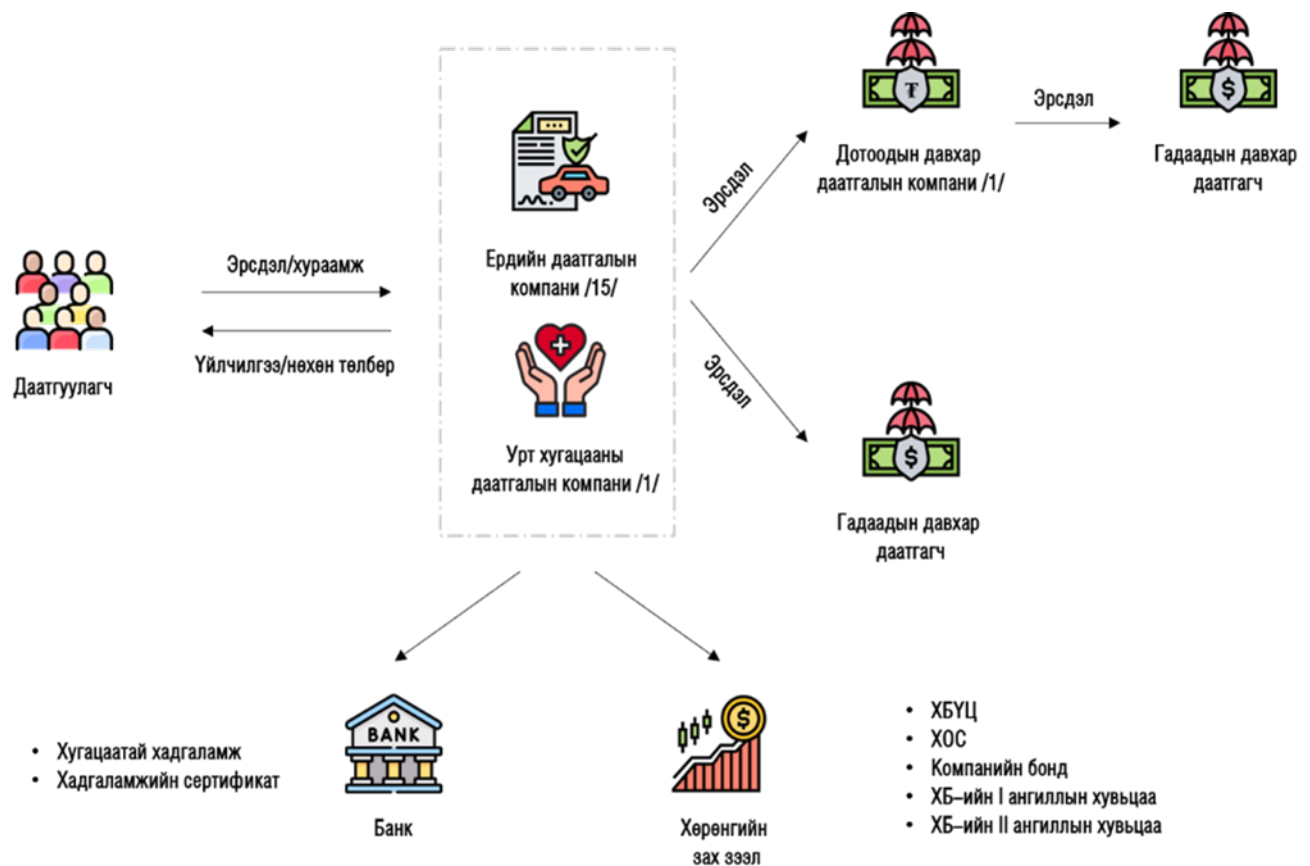 Даатгуулагч
Эрсдэл/хураамж
Үйлчилгээ/нөхөн төлбөр
Ердийн даатгалын
компани /15/
Урт хугацааны
даатгалын компани /1/
Эрсдэл
Эрсдэл
₮
Дотоодын давхар
даатгалын компани /1/
Эрсдэл
$
Гадаадын давхар
даатгагч
$
Гадаадын давхар
даатгагч
• Хугацаатай хадгаламж
• Хадгаламжийн сертификат
BANK
Банк
$
Хөрөнгийн
зах зээл
• ХБҮЦ
• ХОС
• Компанийн бонд
• ХБ–ийн I ангиллын хувьцаа
• ХБ–ийн II ангиллын хувьцаа